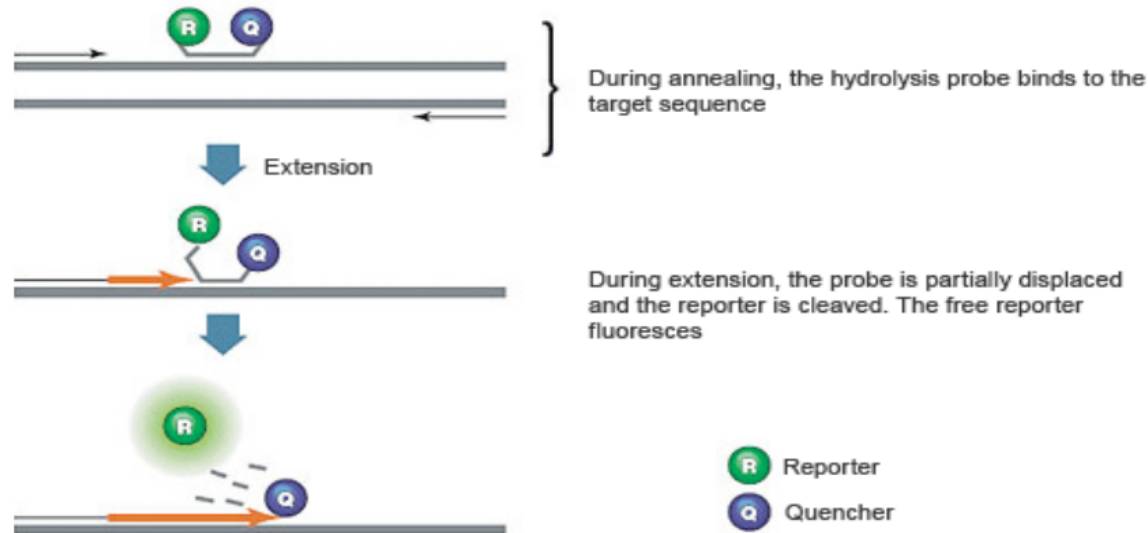 R Q
During annealing, the hydrolysis probe binds to the
target sequence
Extension
R
Q
During extension, the probe is partially displaced
and the reporter is cleaved. The free reporter
fluoresces
R
Q
R Reporter
Q Quencher